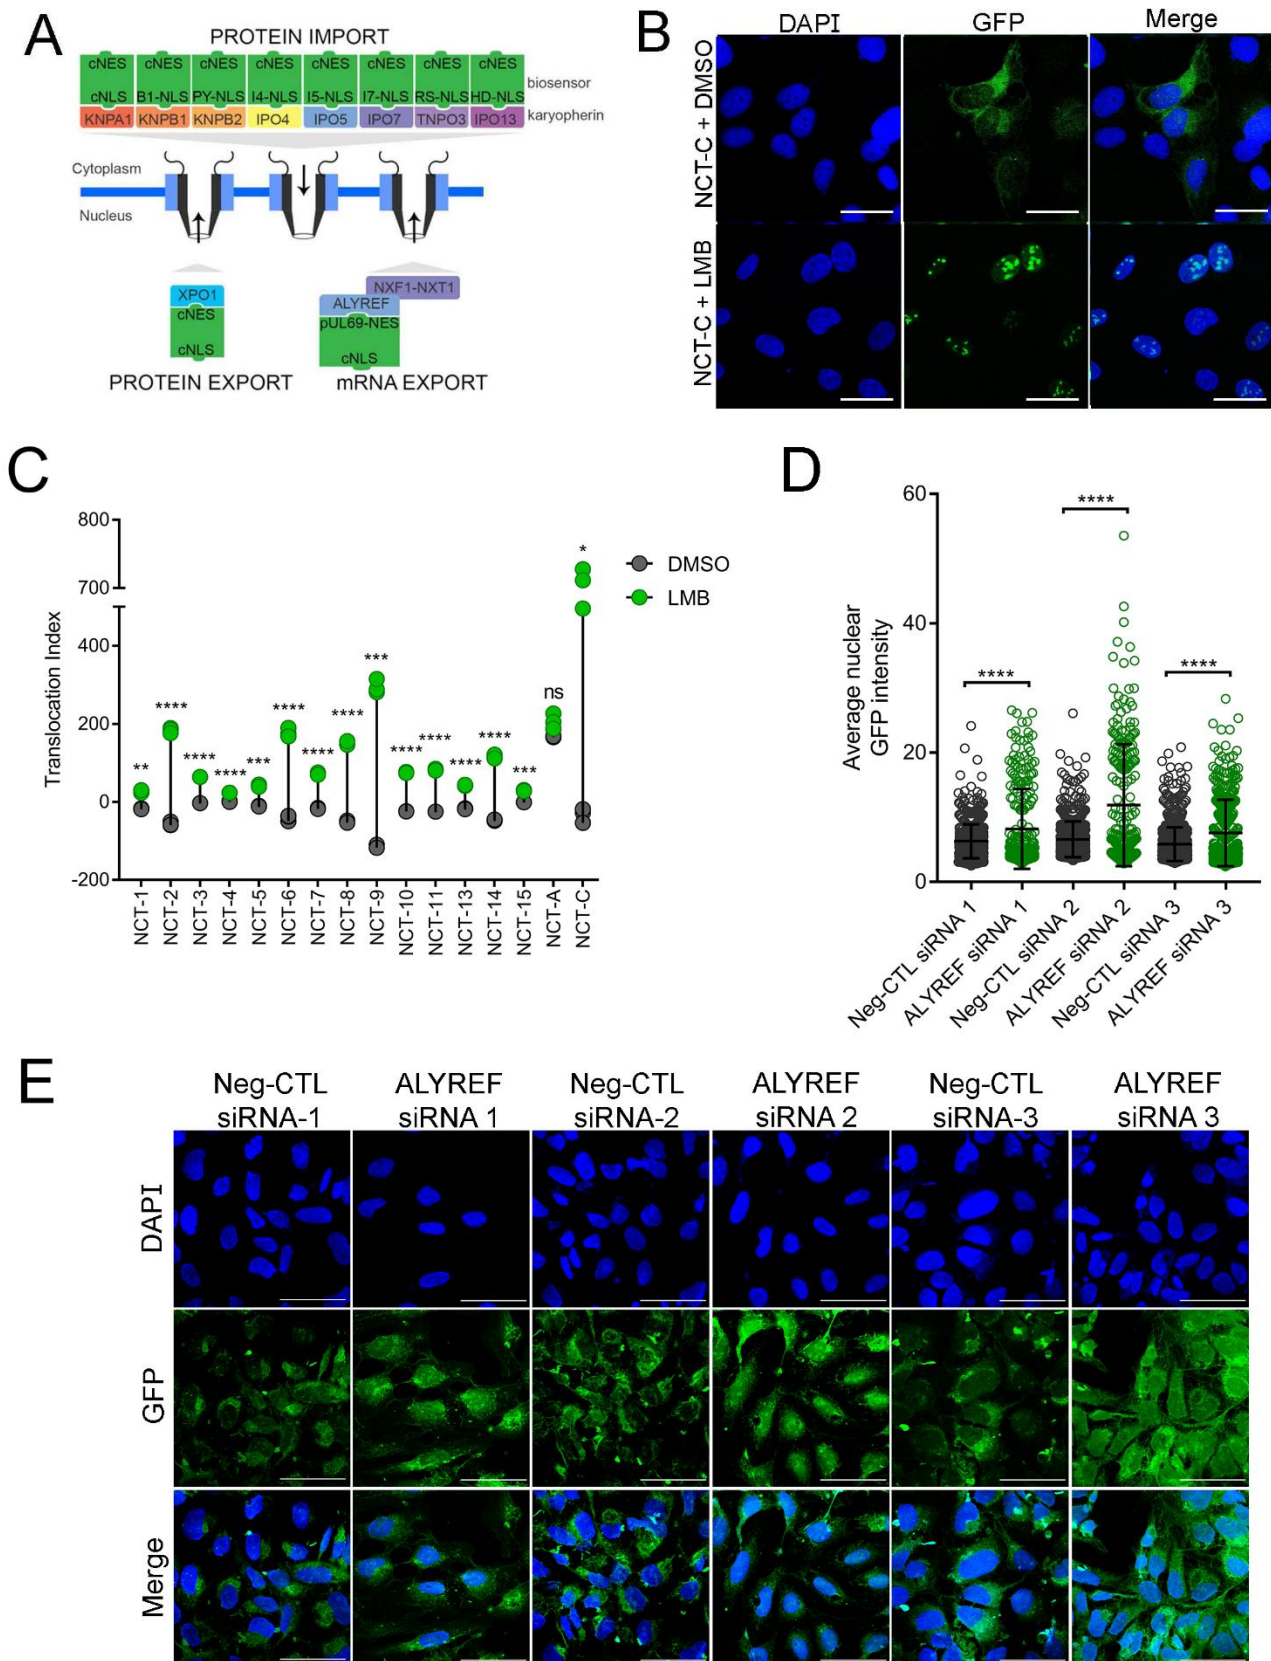 A
PROTEIN IMPORT
cNES cNES cNES cNES cNES cNES cNES cNES
biosensor
cNLS B1-NLS PY-NLS I4-NLS I5-NLS I7-NLS RS-NLS HD-NLS
KNPA1 KNPB1 KNPB2 IPO4 IPO5 IPO7 TNPO3 IPO13 karyopherin
Cytoplasm
Nucleus
XPO1
cNES
cNLS
PROTEIN EXPORT
NXF1-NXT1
ALYREF
pUL69-NES
cNLS
mRNA EXPORT
B
DAPI GFP Merge
NCT-C + DMSO
NCT-C + LMB
C
Translocation Index
800
700
400
200
0
-200
** **** **** **** *** **** **** **** *** **** **** **** **** *** ns *
DMSO
LMB
NCT-1
NCT-2
NCT-3
NCT-4
NCT-5
NCT-6
NCT-7
NCT-8
NCT-9
NCT-10
NCT-11
NCT-13
NCT-14
NCT-15
NCT-A
NCT-C
D
Average nuclear
GFP intensity
60
40
20
0
**** **** ****
Neg-CTL siRNA 1
ALYREF siRNA 1
Neg-CTL siRNA 2
ALYREF siRNA 2
Neg-CTL siRNA 3
ALYREF siRNA 3
E
Neg-CTL
siRNA-1
ALYREF
siRNA 1
Neg-CTL
siRNA-2
ALYREF
siRNA 2
Neg-CTL
siRNA-3
ALYREF
siRNA 3
DAPI
GFP
Merge